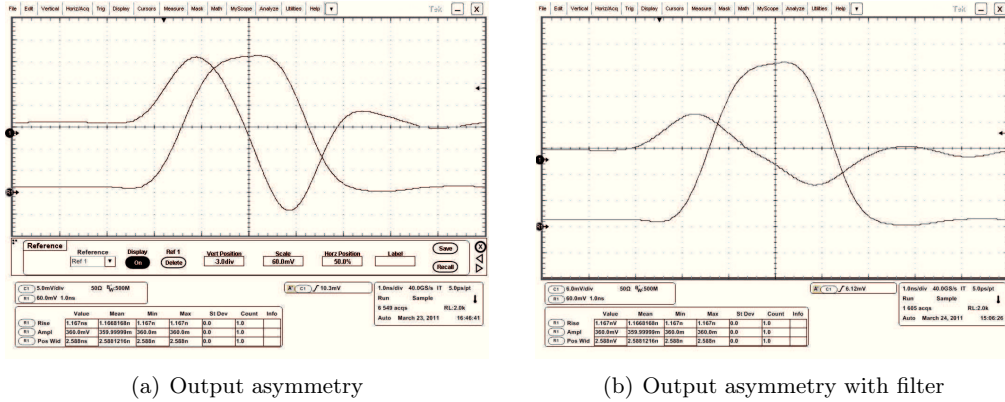 File Edit Vertical Horiz/Acq Trig Display Cursors Measure Mask Math MyScope Analyze Utilities Help Tek X
Reference
Reference
Ref 1
Display
On
Ref 1
Delete
Vert Position
-3.0div
Scale
60.0mV
Horz Position
50.0%
Label
Save
Recall
C1 5.0mV/div 50Ω 500M
R1 60.0mV 1.0ns
A' C1 10.3mV
1.0ns/div 40.0GS/s IT 5.0ps/pt
Run Sample
6 549 acqs RL:2.0k
Auto March 23, 2011 16:46:41
Value Mean Min Max St Dev Count Info
R1 Rise 1.167ns 1.1668168n 1.167n 1.167n 0.0 1.0
R1 Ampl 360.0mV 359.99999m 360.0m 360.0m 0.0 1.0
R1 Pos Wid 2.588ns 2.5881216n 2.588n 2.588n 0.0 1.0
(a) Output asymmetry
File Edit Vertical Horiz/Acq Trig Display Cursors Measure Mask Math MyScope Analyze Utilities Help Tek X
C1 6.0mV/div 50Ω 500M
R1 60.0mV 1.0ns
A' C1 6.12mV
1.0ns/div 40.0GS/s IT 5.0ps/pt
Run Sample
1 605 acqs RL:2.0k
Auto March 24, 2011 15:06:26
Value Mean Min Max St Dev Count Info
R1 Rise 1.1668168n 1.167n 1.167n 0.0 1.0
R1 Ampl 360.0mV 359.99999m 360.0m 360.0m 0.0 1.0
R1 Pos Wid 2.5881216n 2.588n 2.588n 0.0 1.0
(b) Output asymmetry with filter